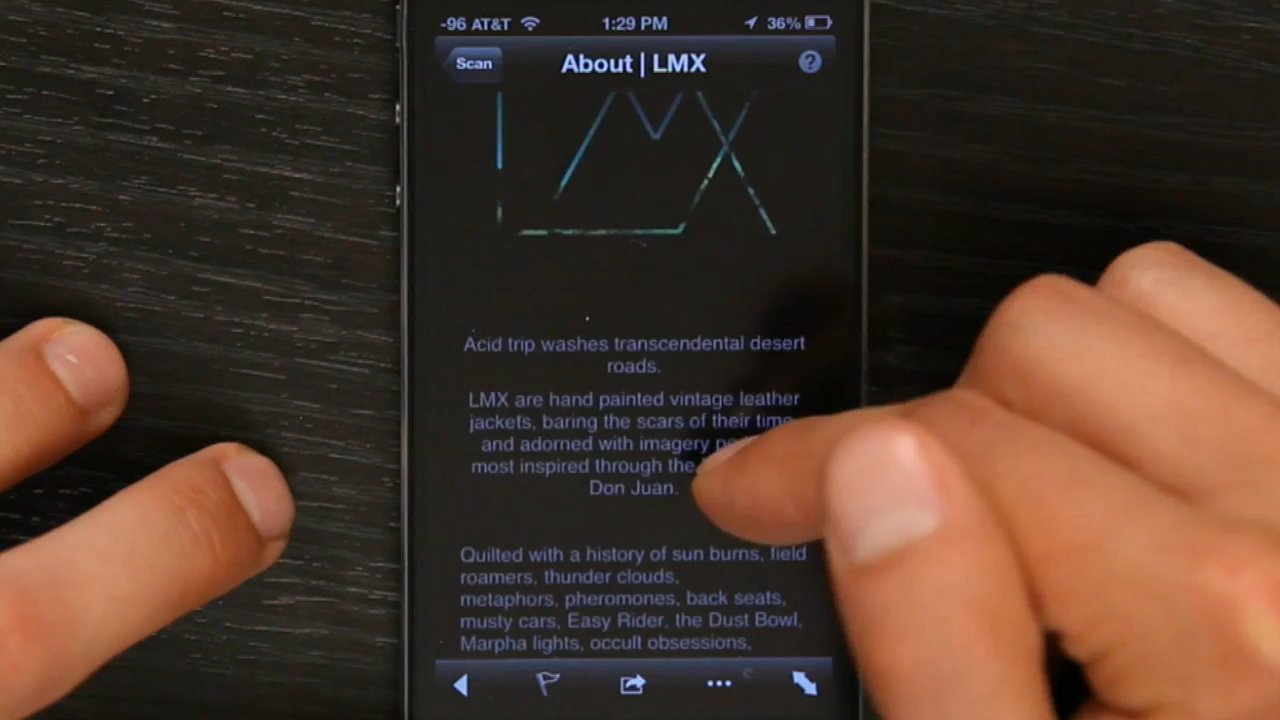 -96 AT&T 1:29 PM 36%
Scan About | LMX ?
LMX
Acid trip washes transcendental desert
roads.
LMX are hand painted vintage leather
jackets, baring the scars of their time
and adorned with imagery
most inspired through the
Don Juan.
Quilted with a history of sun burns, field
roamers, thunder clouds,
metaphors, pheromones, back seats,
musty cars, Easy Rider, the Dust Bowl,
Marpha lights, occult obsessions,